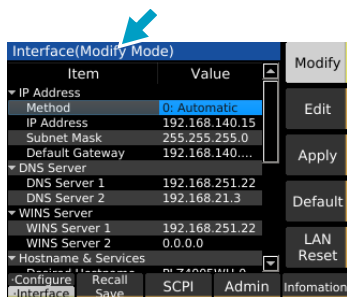 Interface(Modify Mode)
Item Value
Modify
IP Address
Method 0: Automatic
Edit
IP Address 192.168.140.15
Subnet Mask 255.255.255.0
Default Gateway 192.168.140....
Apply
DNS Server
DNS Server 1 192.168.251.22
DNS Server 2 192.168.21.3
Default
WINS Server
WINS Server 1 192.168.251.22
WINS Server 2 0.0.0.0
LAN
Reset
Hostname & Services
Configure
Interface
Recall
Save
SCPI
Admin
Infomation